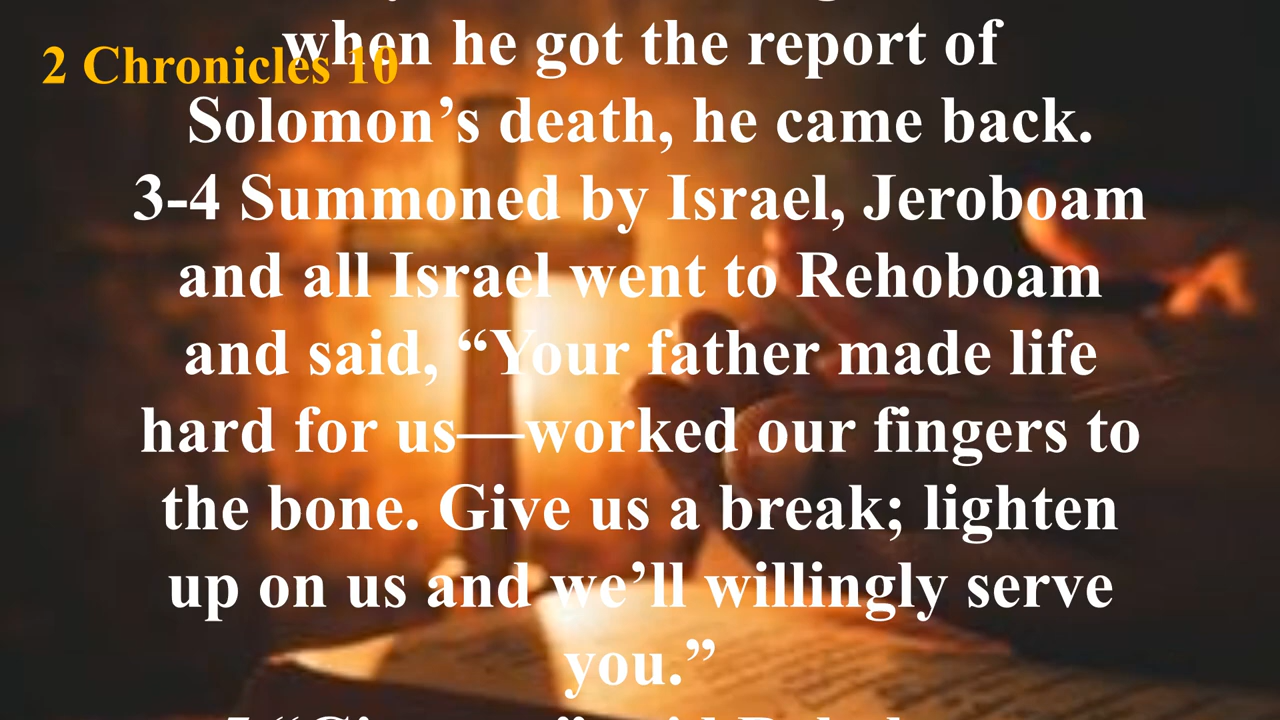 2 Chronicles 10
when he got the report of
Solomon’s death, he came back.
3-4 Summoned by Israel, Jeroboam
and all Israel went to Rehoboam
and said, “Your father made life
hard for us—worked our fingers to
the bone. Give us a break; lighten
up on us and we’ll willingly serve
you.”